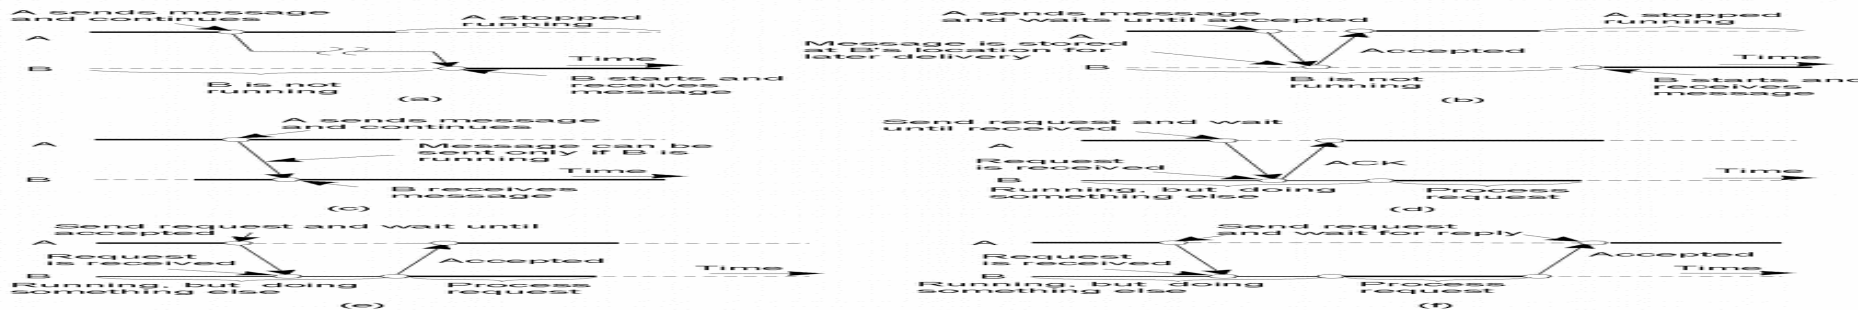 A sends message
and continues
A stopped
running
A
B
Time
B is not
running
B starts and
receives
message
(a)
A sends message
and waits until accepted
A stopped
running
A
Message is stored
at B's location for
later delivery
Accepted
B
Time
B is not
running
B starts and
receives
message
(b)
A sends message
and continues
A
Message can be
sent only if B is
running
Time
B
B receives
message
(c)
Send request and wait
until received
A
Request
is received
ACK
B
Time
Running, but doing
something else
Process
request
(d)
Send request and wait until
accepted
A
Request
is received
Accepted
B
Time
Running, but doing
something else
Process
request
(e)
Send request
and wait for reply
A
Request
is received
Accepted
B
Time
Running, but doing
something else
Process
request
(f)